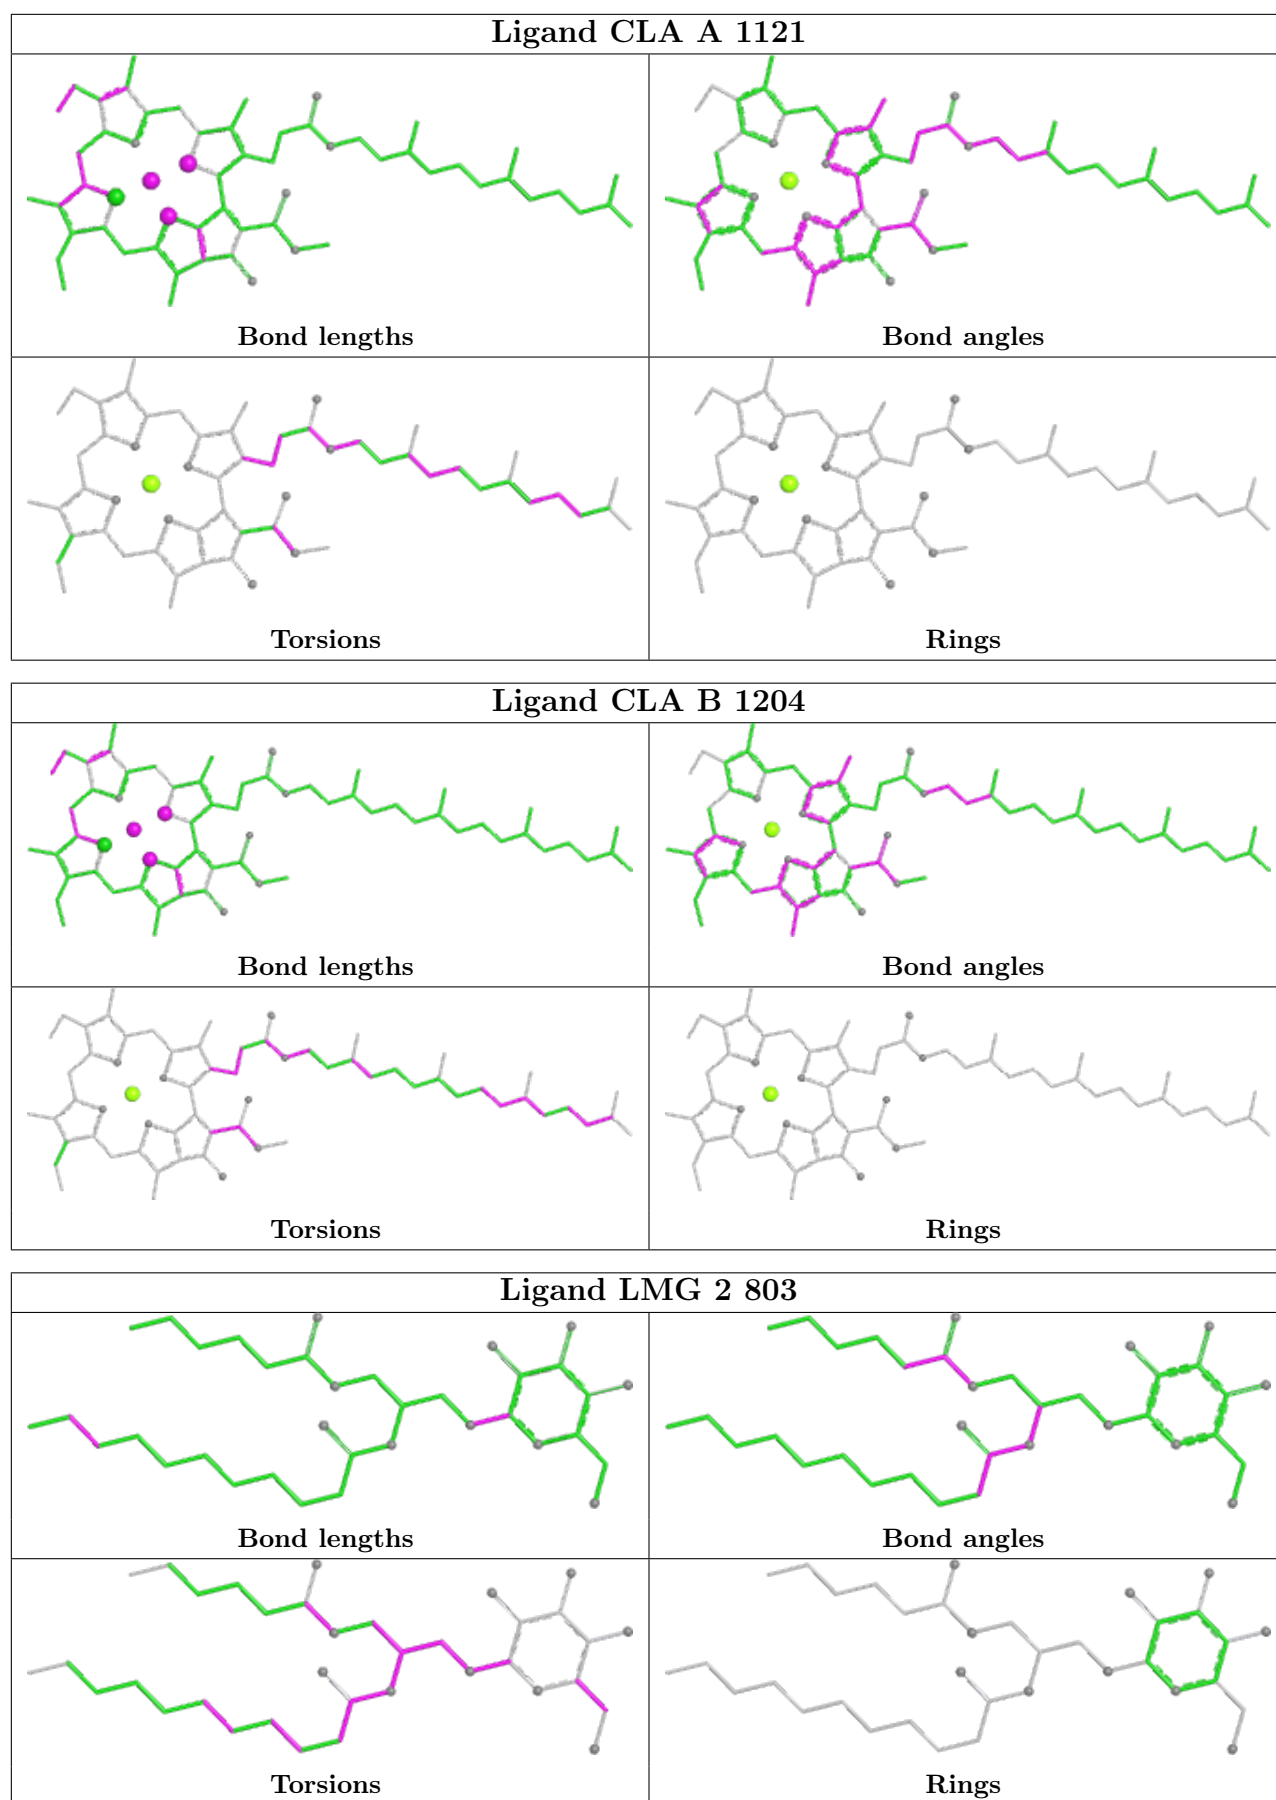 Ligand CLA A 1121
Bond lengths
Bond angles
Torsions
Rings
Ligand CLA B 1204
Bond lengths
Bond angles
Torsions
Rings
Ligand LMG 2 803
Bond lengths
Bond angles
Torsions
Rings